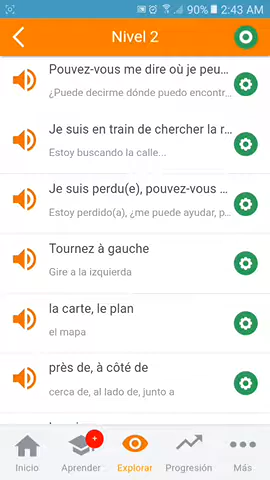 90% 2:43 AM
Nivel 2
Pouvez-vous me dire où je peu...
¿Puede decirme dónde puedo encontr...
Je suis en train de chercher la r...
Estoy buscando la calle...
Je suis perdu(e), pouvez-vous ...
Estoy perdido(a), ¿me puede ayudar, p...
Tournez à gauche
Gire a la izquierda
la carte, le plan
el mapa
près de, à côté de
cerca de, al lado de, junto a
+
Inicio Aprender Explorar Progresión Más